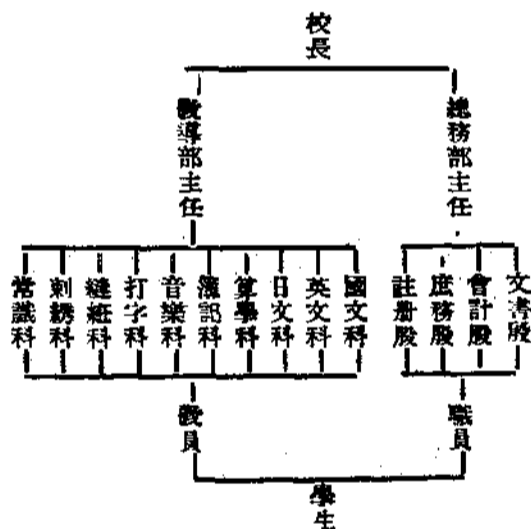 校長
總務部主任
教導部主任
文書股
會計股
庶務股
註册股
國文科
英文科
日文科
算學科
簿記科
音樂科
打字科
縫紝科
刺綉科
常識科
職員
教員
學生